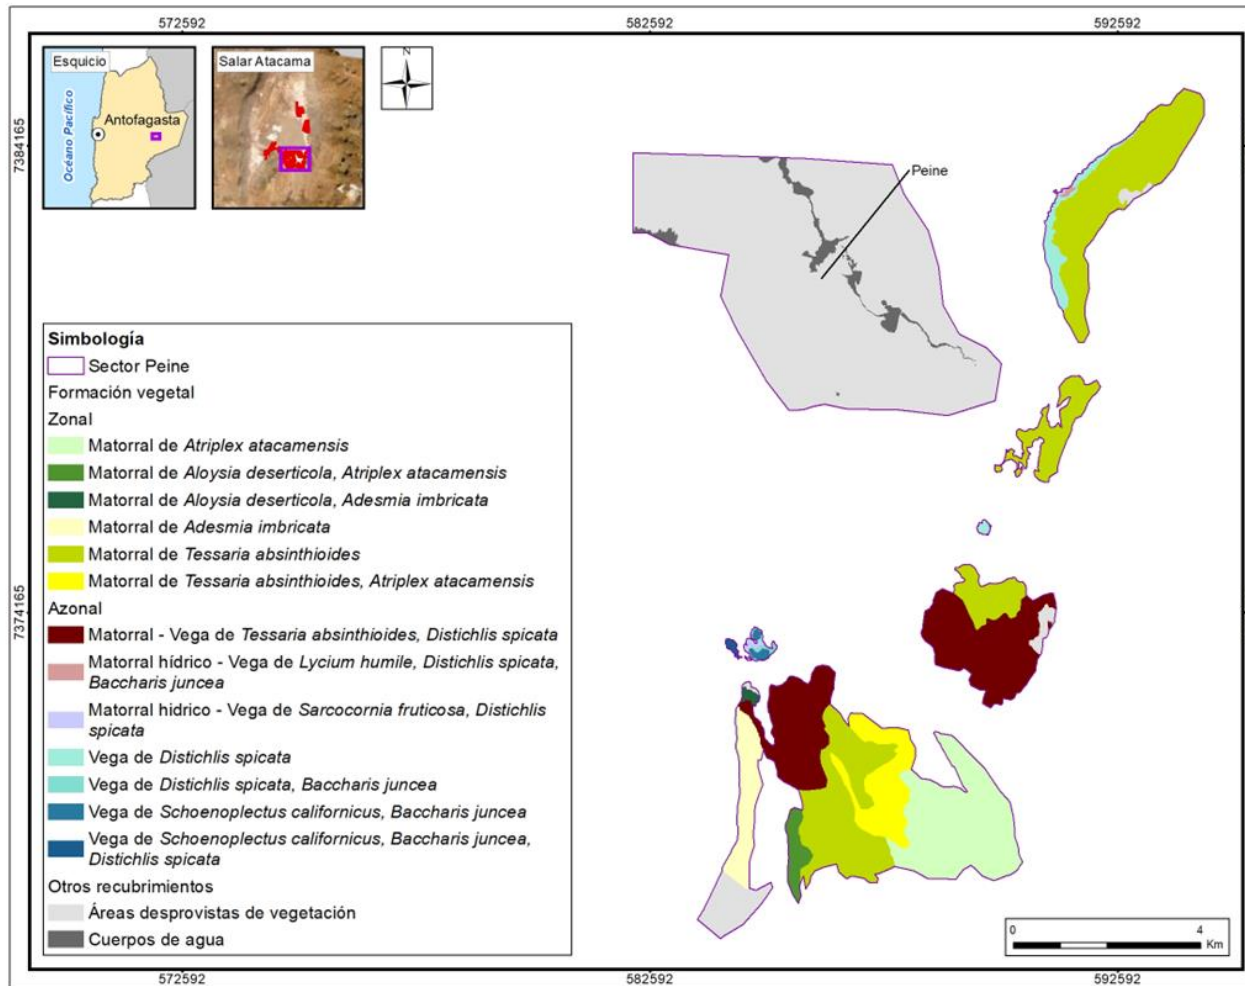 572592
582592
592592
7384165
7374165
Esquicio
Océano Pacífico
Antofagasta
Salar Atacama
N
Peine
Simbología
Sector Peine
Formación vegetal
Zonal
Matorral de Atriplex atacamensis
Matorral de Aloysia deserticola, Atriplex atacamensis
Matorral de Aloysia deserticola, Adesmia imbricata
Matorral de Adesmia imbricata
Matorral de Tessaria absinthioides
Matorral de Tessaria absinthioides, Atriplex atacamensis
Azonal
Matorral - Vega de Tessaria absinthioides, Distichlis spicata
Matorral hídrico - Vega de Lycium humile, Distichlis spicata,
Baccharis juncea
Matorral hidrico - Vega de Sarcocornia fruticosa, Distichlis
spicata
Vega de Distichlis spicata
Vega de Distichlis spicata, Baccharis juncea
Vega de Schoenoplectus californicus, Baccharis juncea
Vega de Schoenoplectus californicus, Baccharis juncea,
Distichlis spicata
Otros recubrimientos
Áreas desprovistas de vegetación
Cuerpos de agua
0 4
Km
572592
582592
592592